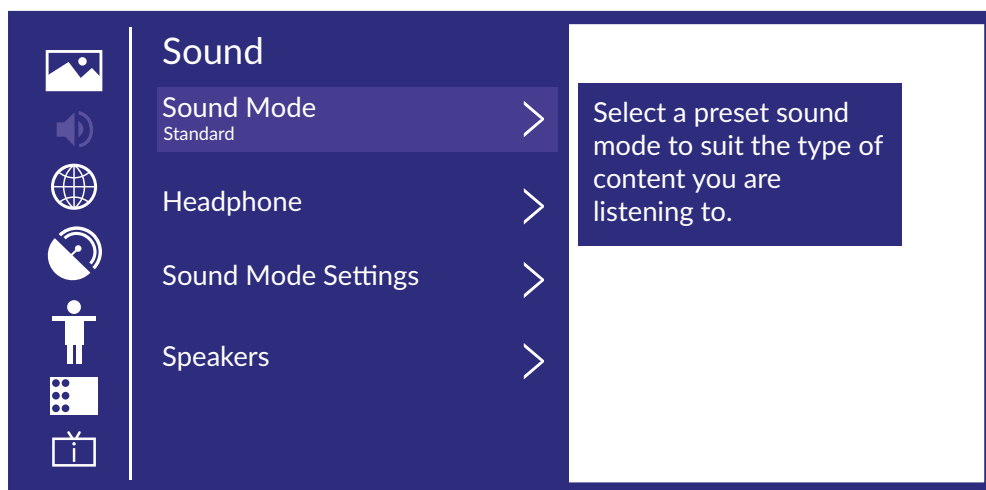 Sound
Sound Mode
Standard
Headphone
Sound Mode Settings
Speakers
Select a preset sound
mode to suit the type of
content you are
listening to.
i